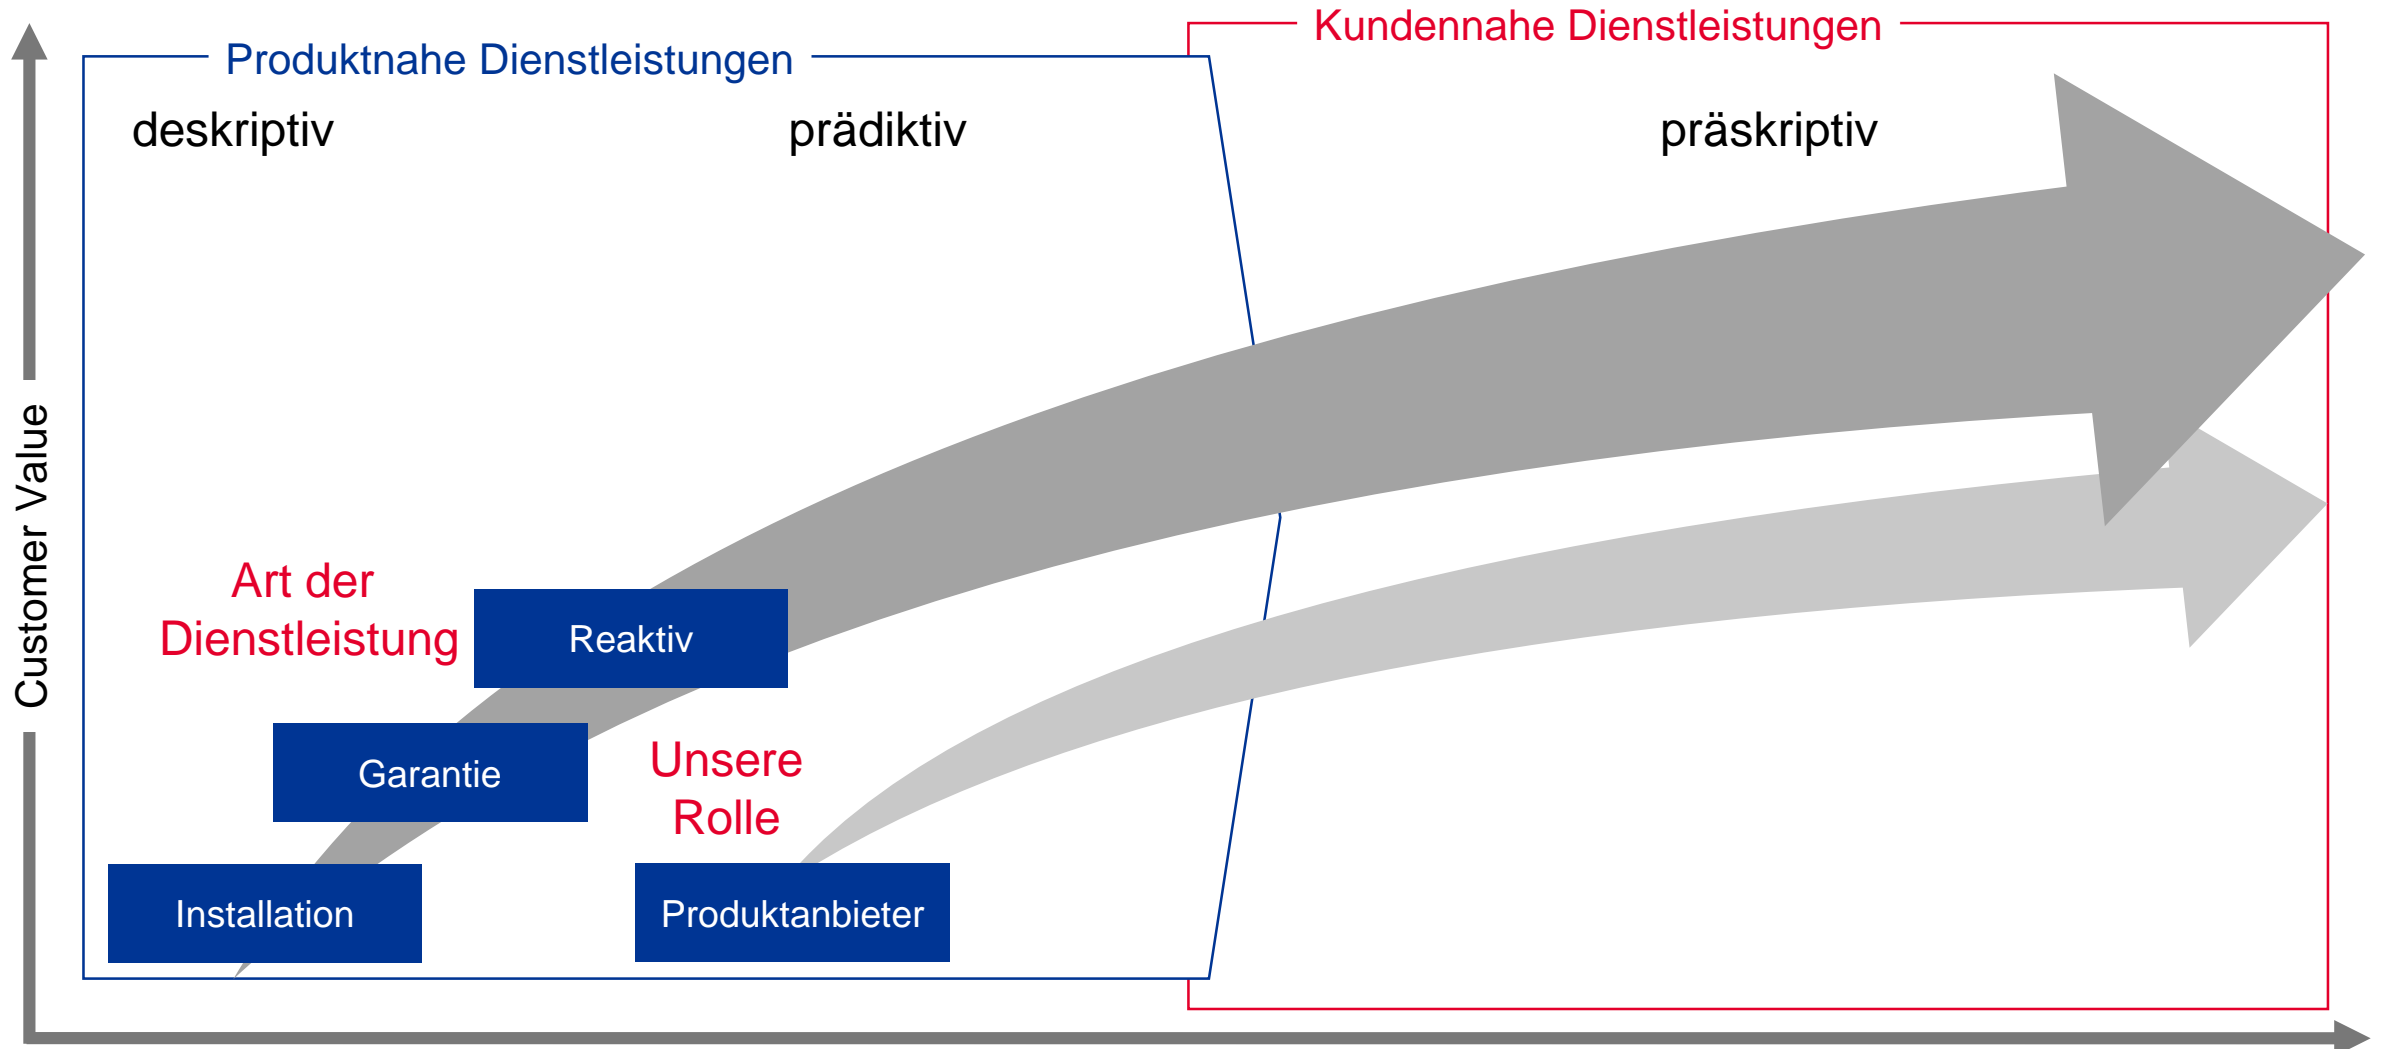 Kundennahe Dienstleistungen
Produktnahe Dienstleistungen
deskriptiv
prädiktiv
präskriptiv
Customer Value
Art der
Dienstleistung
Reaktiv
Garantie
Unsere
Rolle
Installation
Produktanbieter